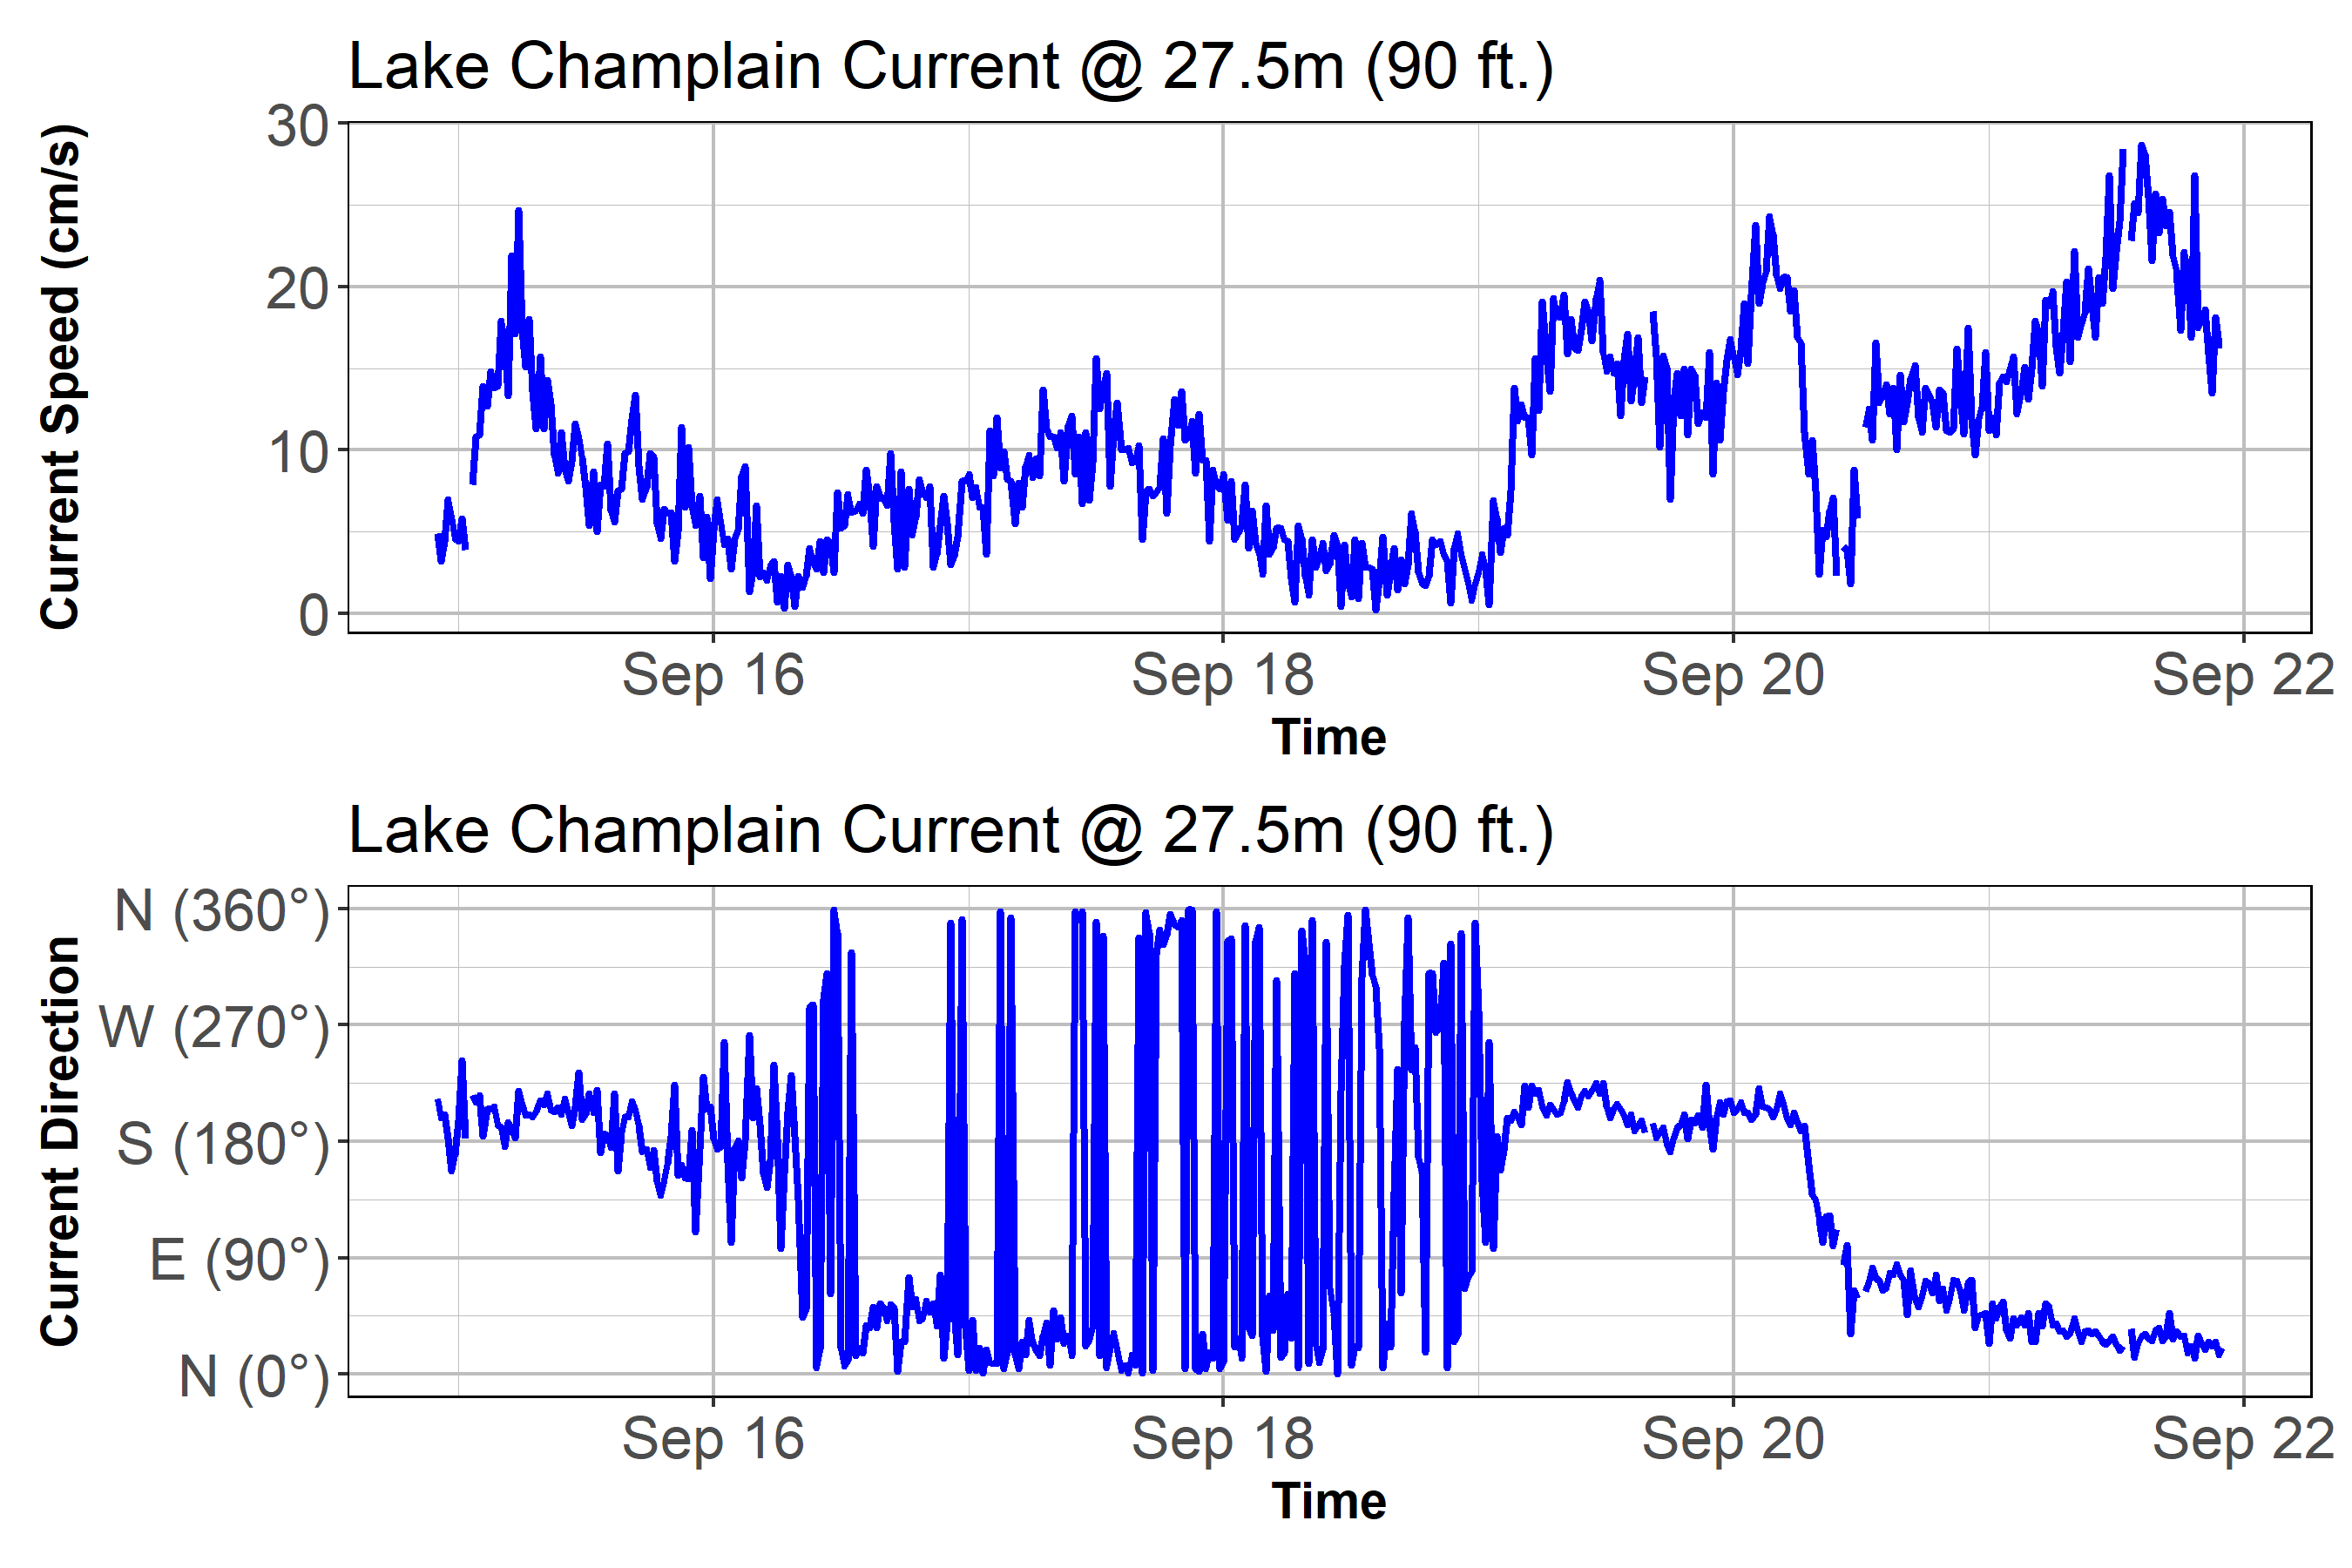 Lake Champlain Current @ 27.5m (90 ft.)
Current Speed (cm/s)
30
20
10
0
Sep 16 Sep 18 Sep 20 Sep 22
Time
Lake Champlain Current @ 27.5m (90 ft.)
Current Direction
N (360°)
W (270°)
S (180°)
E (90°)
N (0°)
Sep 16 Sep 18 Sep 20 Sep 22
Time